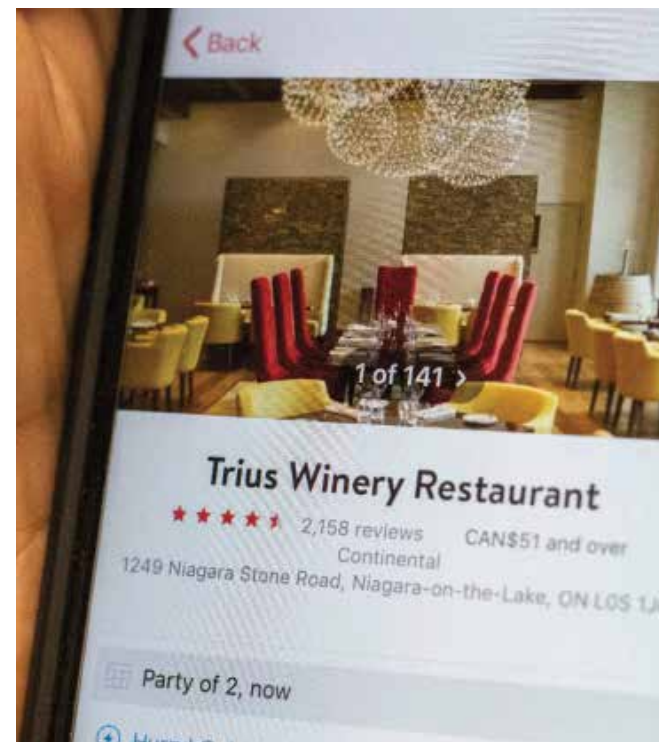 Back
1 of 141 >
Trius Winery Restaurant
2,158 reviews CAN$51 and over
Continental
1249 Niagara Stone Road, Niagara-on-the-Lake, ON L0S
Party of 2, now